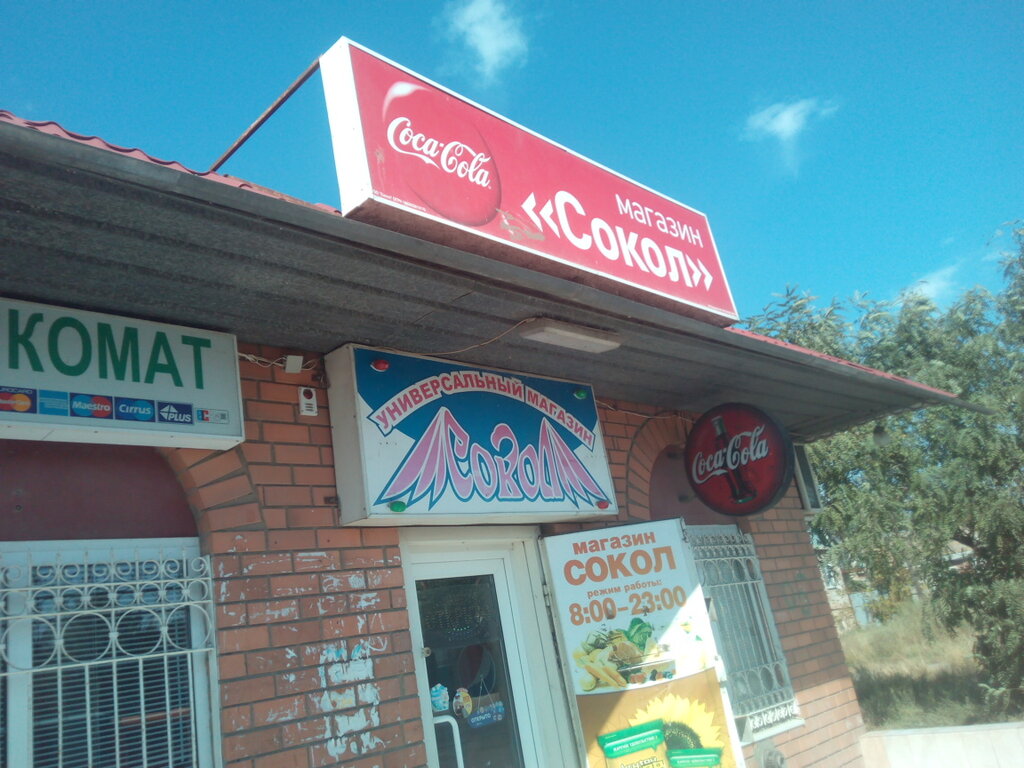 Coca-Cola
магазин
«Сокол»
КОМАТ
Maestro
Cirrus
PLUS
УНИВЕРСАЛЬНЫЙ МАГАЗИН
Сокол
Coca-Cola
магазин
СОКОЛ
режим работы:
8:00-23:00
ОТКРЫТО